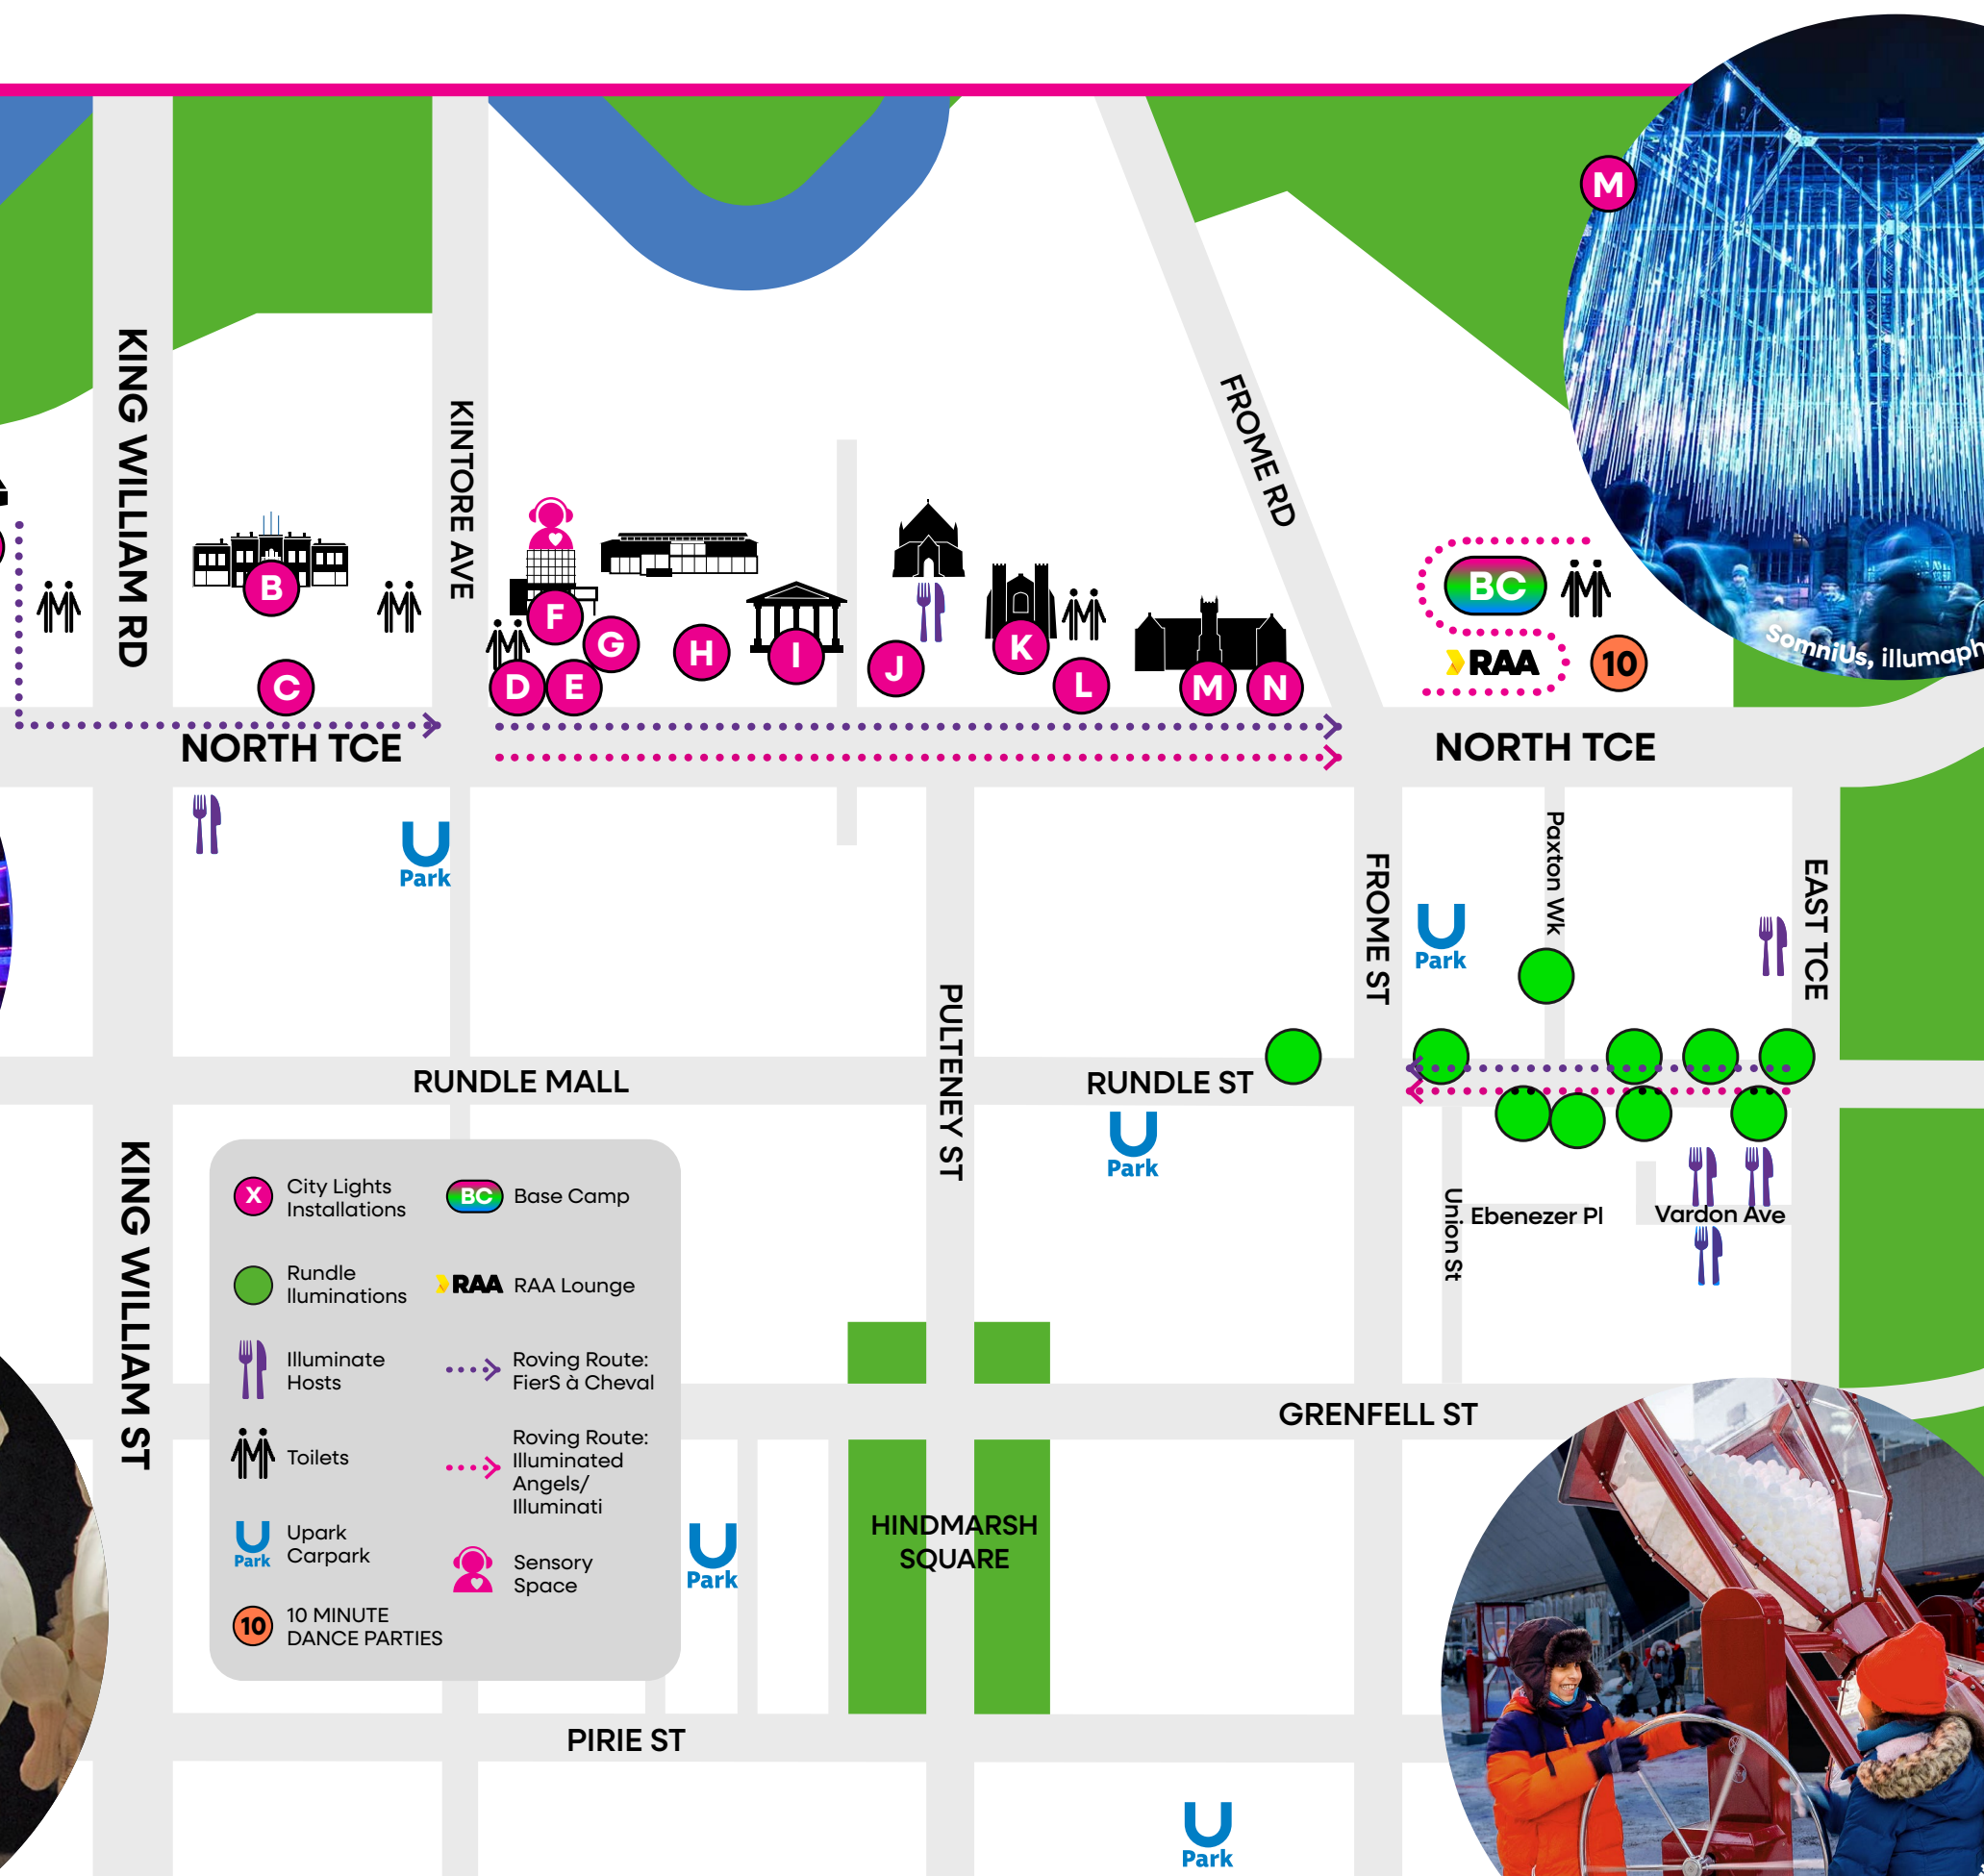 M
SomniUs, illumaph
KING WILLIAM RD
KINTORE AVE
FROME RD
B
C
F
G
D
E
H
I
J
K
L
M
N
BC
RAA
10
NORTH TCE
NORTH TCE
U
Park
Paxton Wk
FROME ST
U
Park
EAST TCE
PULTENEY ST
RUNDLE MALL
RUNDLE ST
U
Park
KING WILLIAM ST
Union St
Ebenezer Pl
Vardon Ave
X
City Lights
Installations
BC
Base Camp
Rundle
lluminations
RAA
RAA Lounge
Illuminate
Hosts
Roving Route:
FierS à Cheval
Toilets
Roving Route:
Illuminated
Angels/
Illuminati
U
Park
Upark
Carpark
Sensory
Space
10
10 MINUTE
DANCE PARTIES
GRENFELL ST
HINDMARSH
SQUARE
U
Park
PIRIE ST
U
Park